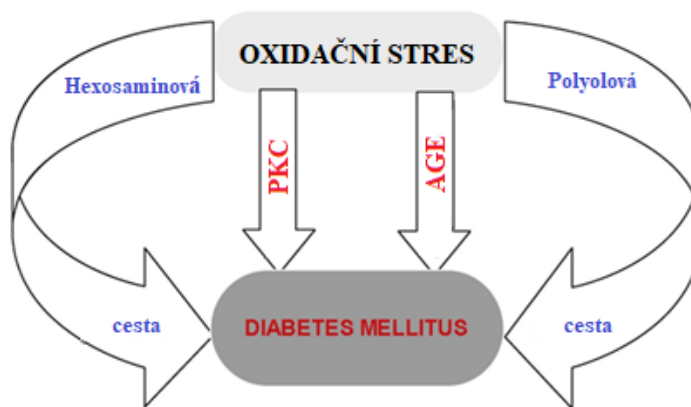 OXIDAČNÍ STRES
Hexosaminová
Polyolová
PKC
AGE
cesta
DIABETES MELLITUS
cesta